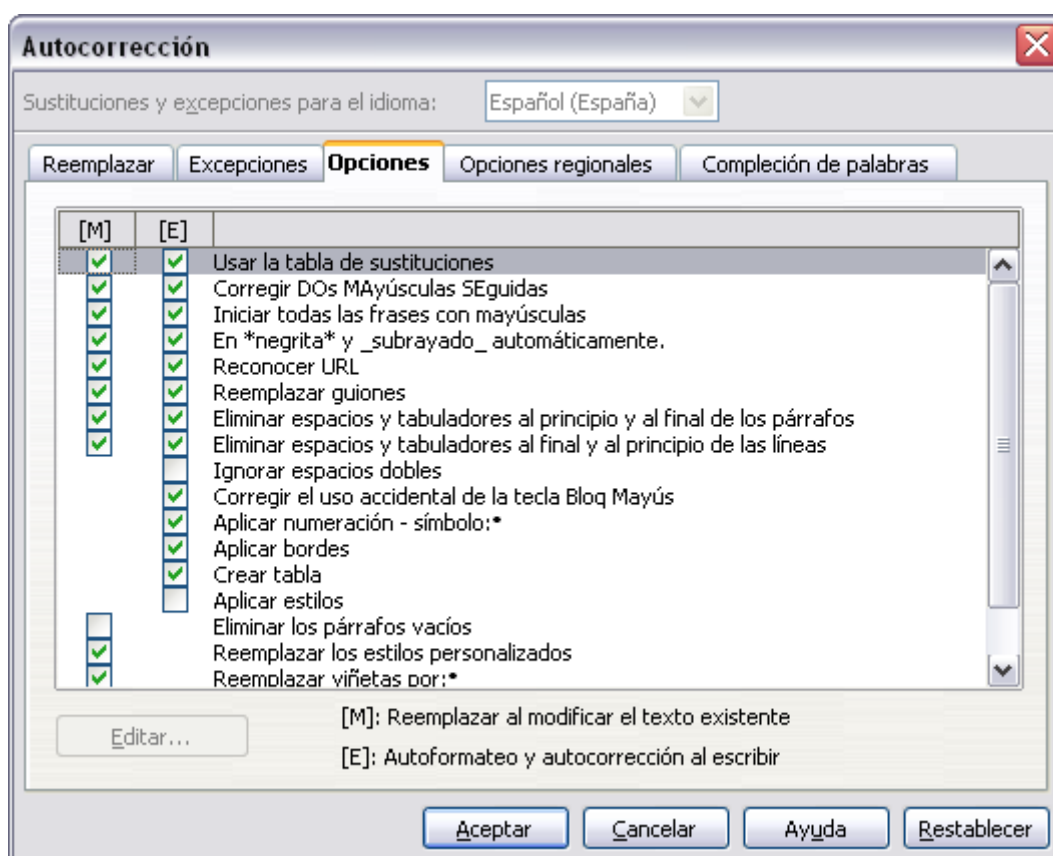 Autocorrección
Sustituciones y excepciones para el idioma: Español (España)
Reemplazar Excepciones Opciones Opciones regionales Compleción de palabras
[M] [E]
Usar la tabla de sustituciones
Corregir DOs MAyúsculas SEguidas
Iniciar todas las frases con mayúsculas
En *negrita* y _subrayado_ automáticamente.
Reconocer URL
Reemplazar guiones
Eliminar espacios y tabuladores al principio y al final de los párrafos
Eliminar espacios y tabuladores al final y al principio de las líneas
Ignorar espacios dobles
Corregir el uso accidental de la tecla Bloq Mayús
Aplicar numeración - símbolo:•
Aplicar bordes
Crear tabla
Aplicar estilos
Eliminar los párrafos vacíos
Reemplazar los estilos personalizados
Reemplazar viñetas por:•
Editar...
[M]: Reemplazar al modificar el texto existente
[E]: Autoformateo y autocorrección al escribir
Aceptar Cancelar Ayuda Restablecer